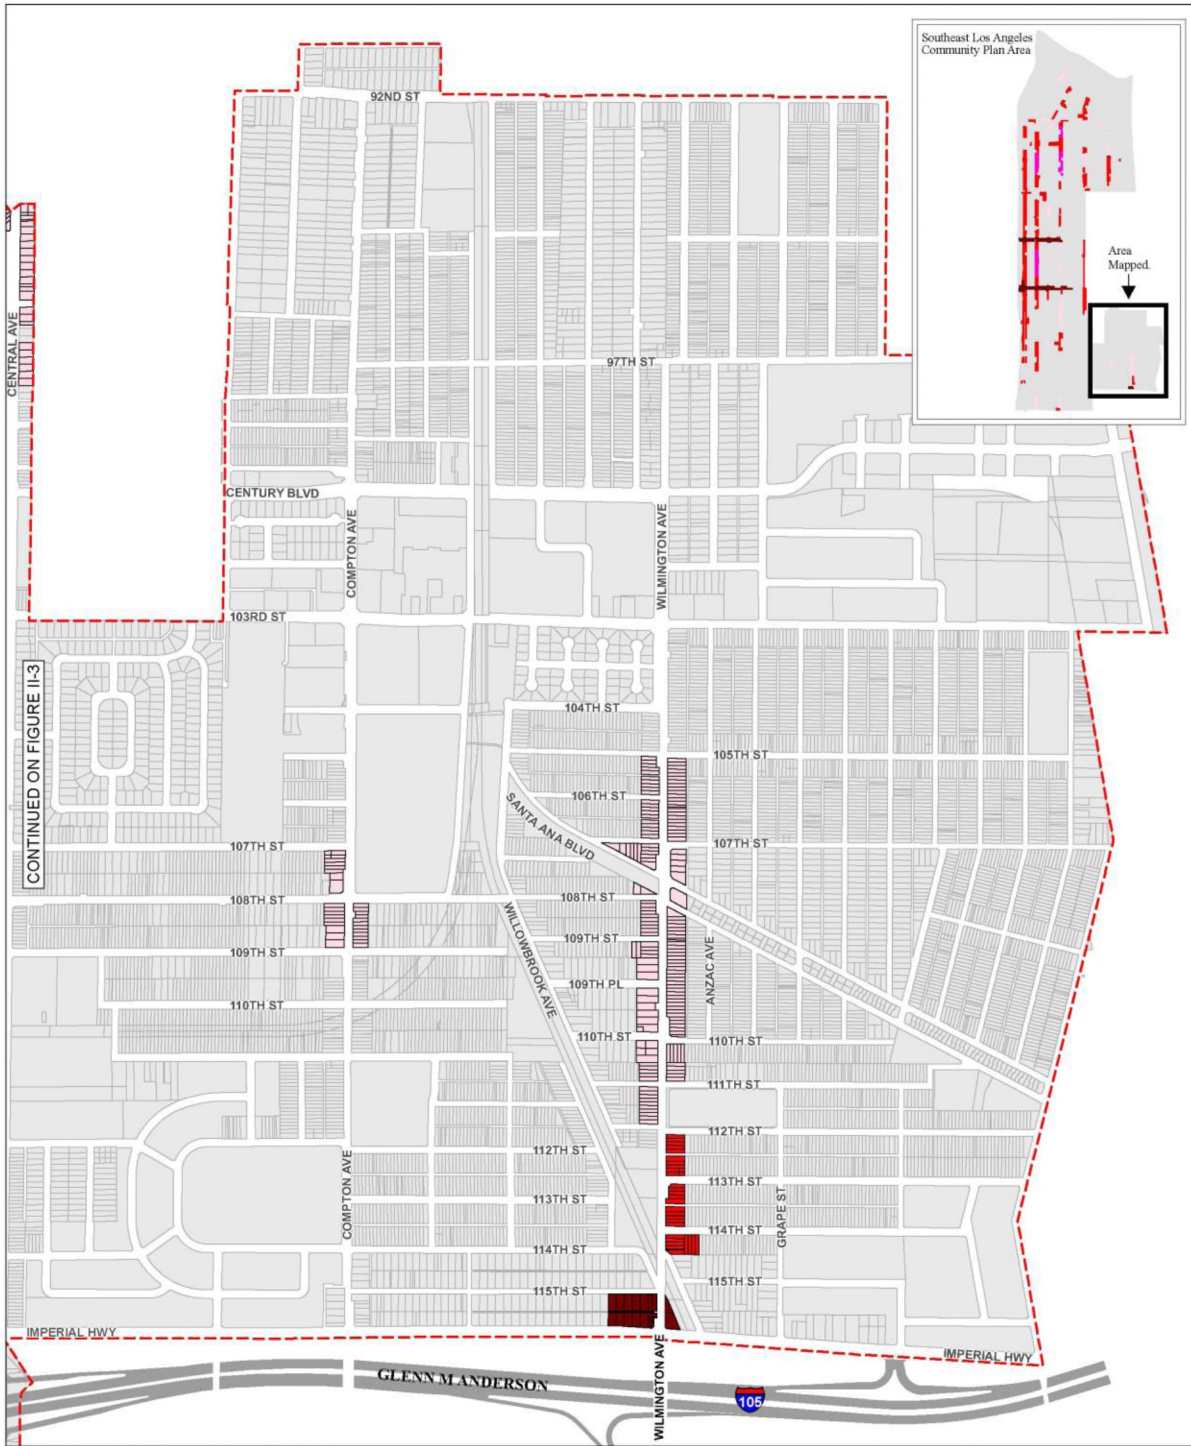 Southeast Los Angeles
Community Plan Area
92ND ST
Area
Mapped.
CENTRAL AVE
97TH ST
CENTURY BLVD
COMPTON AVE
WILMINGTON AVE
103RD ST
CONTINUED ON FIGURE II-3
104TH ST
105TH ST
106TH ST
SANTA ANA BLVD
107TH ST
107TH ST
108TH ST
108TH ST
WILLOWBROOK AVE
109TH ST
109TH ST
ANZAC AVE
109TH PL
110TH ST
110TH ST
110TH ST
111TH ST
112TH ST
112TH ST
COMPTON AVE
113TH ST
113TH ST
GRAPE ST
114TH ST
114TH ST
115TH ST
115TH ST
IMPERIAL HWY
IMPERIAL HWY
WILMINGTON AVE
GLENN M ANDERSON
105